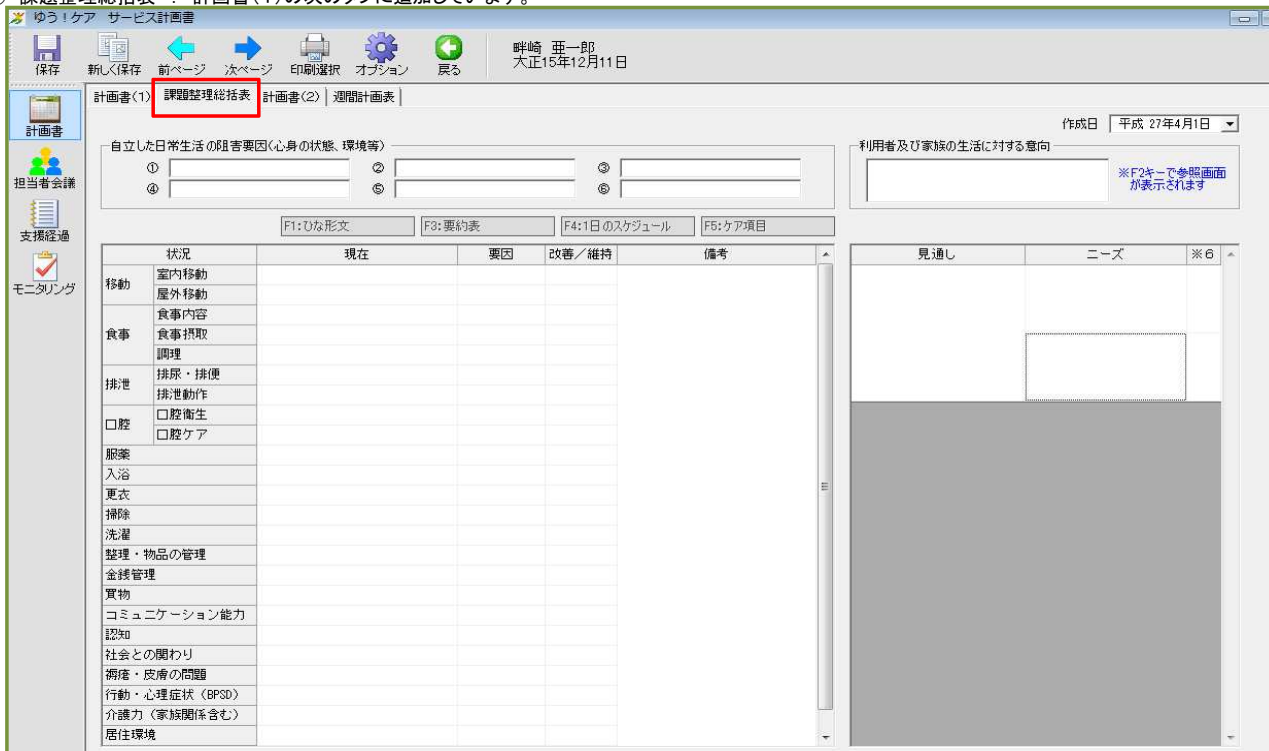 課題整理総括表 : 計画書(1)の次のタブに追加しています。
ゆう!ケア サービス計画書
保存 新しく保存 前ページ 次ページ 印刷選択 オプション 戻る
畔崎 亜一郎
大正15年12月11日
計画書(1) 課題整理総括表 計画書(2) 週間計画表
計画書
担当者会議
支援経過
モニタリング
作成日 平成 27年4月1日
自立した日常生活の阻害要因(心身の状態、環境等)
① ② ③
④ ⑤ ⑥
利用者及び家族の生活に対する意向
※F2キーで参照画面
が表示されます
F1:ひな形文 F3:要約表 F4:1日のスケジュール F5:ケア項目
状況 現在 要因 改善/維持 備考
移動 室内移動
屋外移動
食事 食事内容
食事摂取
調理
排泄 排尿・排便
排泄動作
口腔 口腔衛生
口腔ケア
服薬
入浴
更衣
掃除
洗濯
整理・物品の管理
金銭管理
買物
コミュニケーション能力
認知
社会との関わり
褥瘡・皮膚の問題
行動・心理症状(BPSD)
介護力(家族関係含む)
居住環境
見通し ニーズ ※6